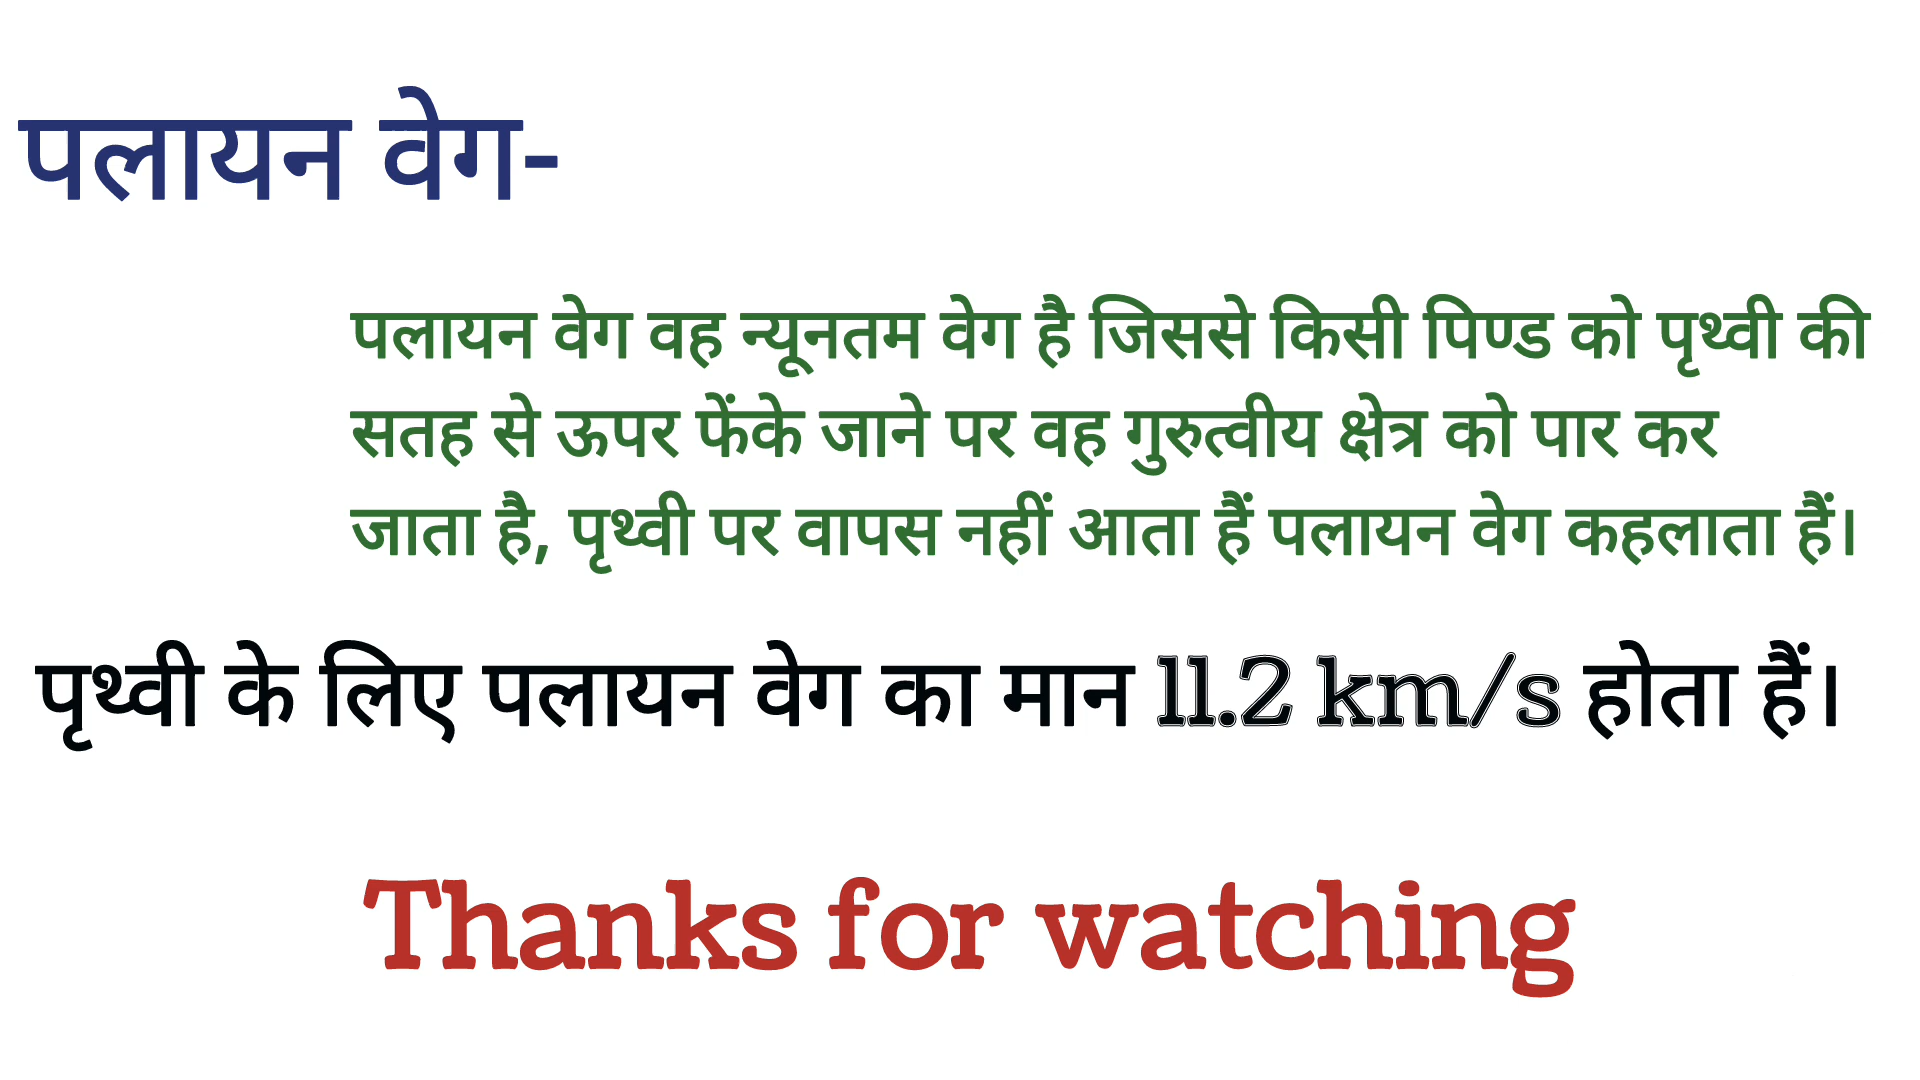 पलायन वेग-
पलायन वेग वह न्यूनतम वेग है जिससे किसी पिण्ड को पृथ्वी की
सतह से ऊपर फेंके जाने पर वह गुरुत्वीय क्षेत्र को पार कर
जाता है, पृथ्वी पर वापस नहीं आता हैं पलायन वेग कहलाता हैं।
पृथ्वी के लिए पलायन वेग का मान 11.2 km/s होता हैं।
Thanks for watching